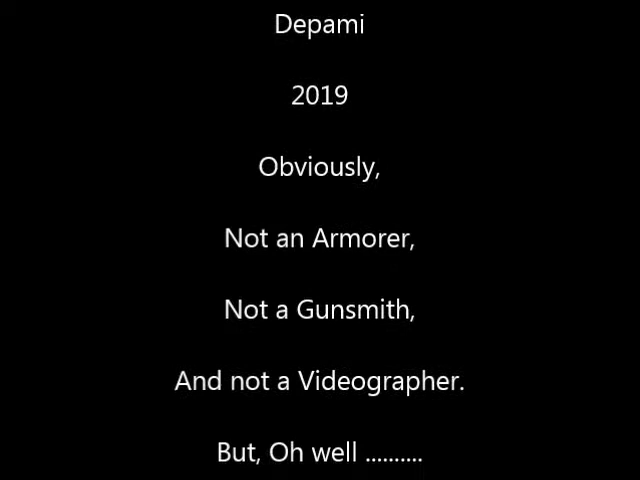 Depami
2019
Obviously,
Not an Armorer,
Not a Gunsmith,
And not a Videographer.
But, Oh well ..........